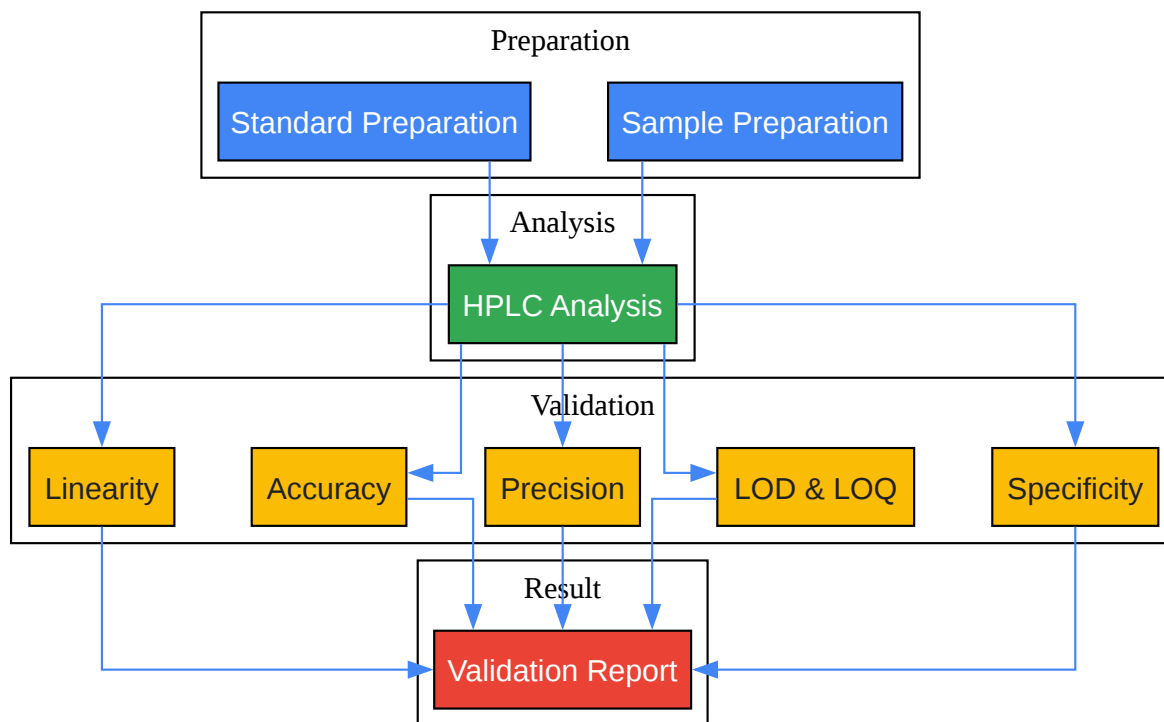 Preparation
Standard Preparation
Sample Preparation
Analysis
HPLC Analysis
Validation
Linearity
Accuracy
Precision
LOD & LOQ
Specificity
Result
Validation Report